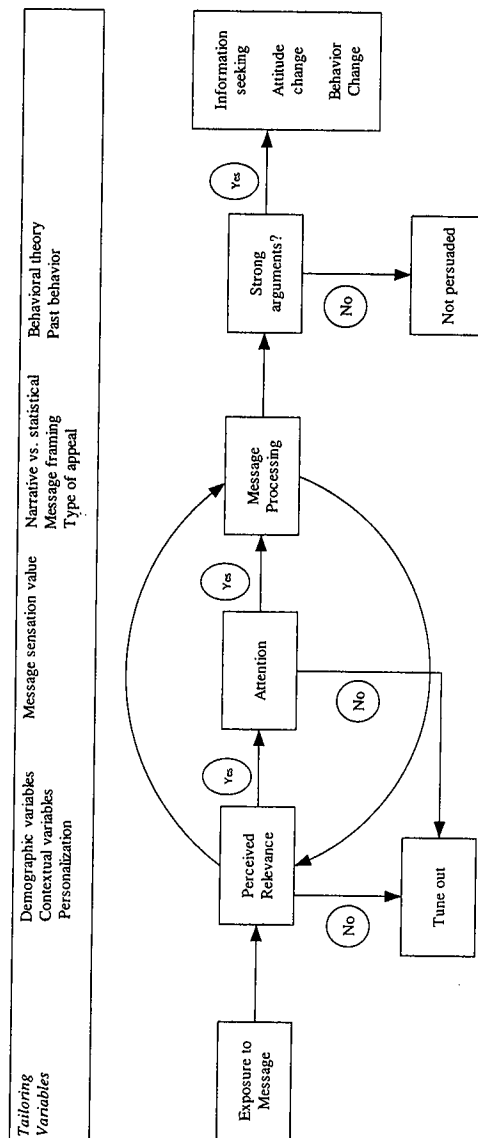 Tailoring
Variables
Demographic variables
Contextual variables
Personalization
Message sensation value
Narrative vs. statistical
Message framing
Type of appeal
Behavioral theory
Past behavior
Exposure to
Message
Perceived
Relevance
Yes
No
Attention
Yes
No
Tune out
Message
Processing
Strong
arguments?
Yes
No
Not persuaded
Information
seeking
Attitude
change
Behavior
Change